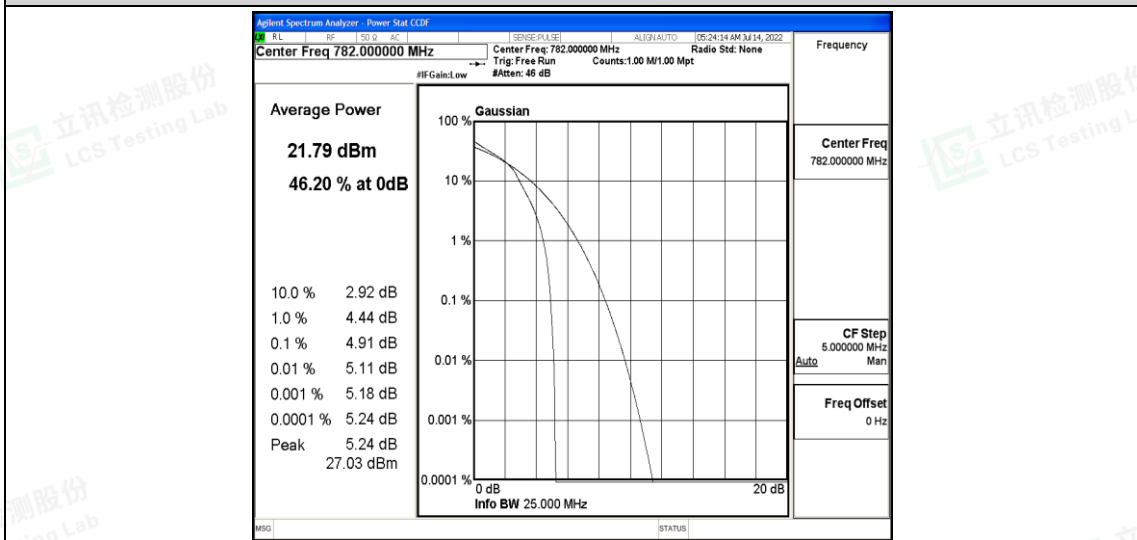 Agilent Spectrum Analyzer - Power Stat CCDF
RL RF 50 Ω AC SENSE:PULSE ALIGN AUTO 05:24:14 AM Jul 14, 2022
Center Freq 782.000000 MHz
Center Freq: 782.000000 MHz Radio Std: None
Trig: Free Run Counts:1.00 M/1.00 Mpt
#IFGain:Low #Atten: 46 dB
Frequency
Average Power
21.79 dBm
46.20 % at 0dB
10.0 % 2.92 dB
1.0 % 4.44 dB
0.1 % 4.91 dB
0.01 % 5.11 dB
0.001 % 5.18 dB
0.0001 % 5.24 dB
Peak 5.24 dB
27.03 dBm
Gaussian
100 %
10 %
1 %
0.1 %
0.01 %
0.001 %
0.0001 %
0 dB 20 dB
Info BW 25.000 MHz
Center Freq
782.000000 MHz
CF Step
5.000000 MHz
Auto Man
Freq Offset
0 Hz
MSG STATUS
立讯检测股份
LCS Testing Lab
立讯检测股份
LCS Testing L
测股份
ing Lab
立